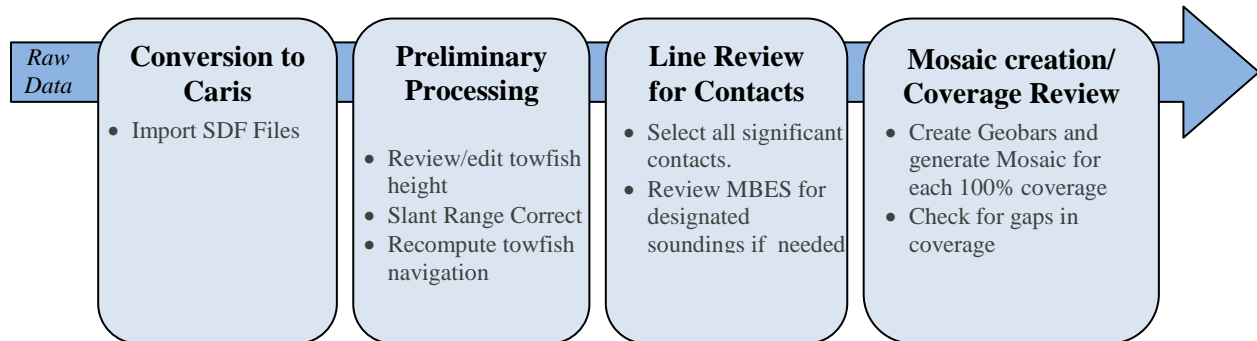 Raw
Data
Conversion to
Caris
• Import SDF Files
Preliminary
Processing
• Review/edit towfish
height
• Slant Range Correct
• Recompute towfish
navigation
Line Review
for Contacts
• Select all significant
contacts.
• Review MBES for
designated
soundings if needed
Mosaic creation/
Coverage Review
• Create Geobars and
generate Mosaic for
each 100% coverage
• Check for gaps in
coverage